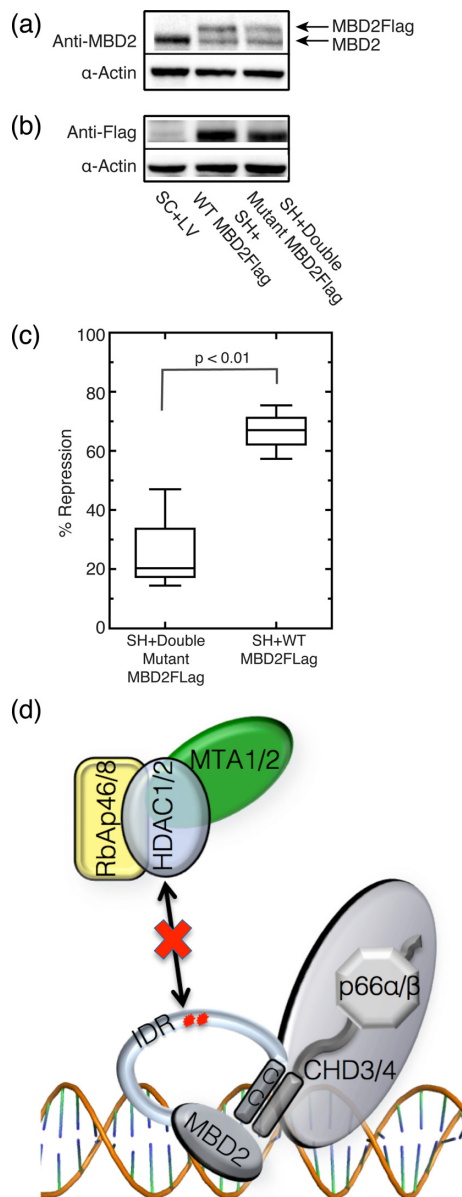 (a)
Anti-MBD2
MBD2Flag
MBD2
α-Actin
(b)
Anti-Flag
α-Actin
SC+LV
SH+
WT MBD2Flag
SH+Double
Mutant MBD2Flag
(c)
p < 0.01
% Repression
100
80
60
40
20
0
SH+Double
Mutant
MBD2FLag
SH+WT
MBD2FLag
(d)
RbAp46/8
HDAC1/2
MTA1/2
IDR
MBD2
CC
CHD3/4
p66α/β